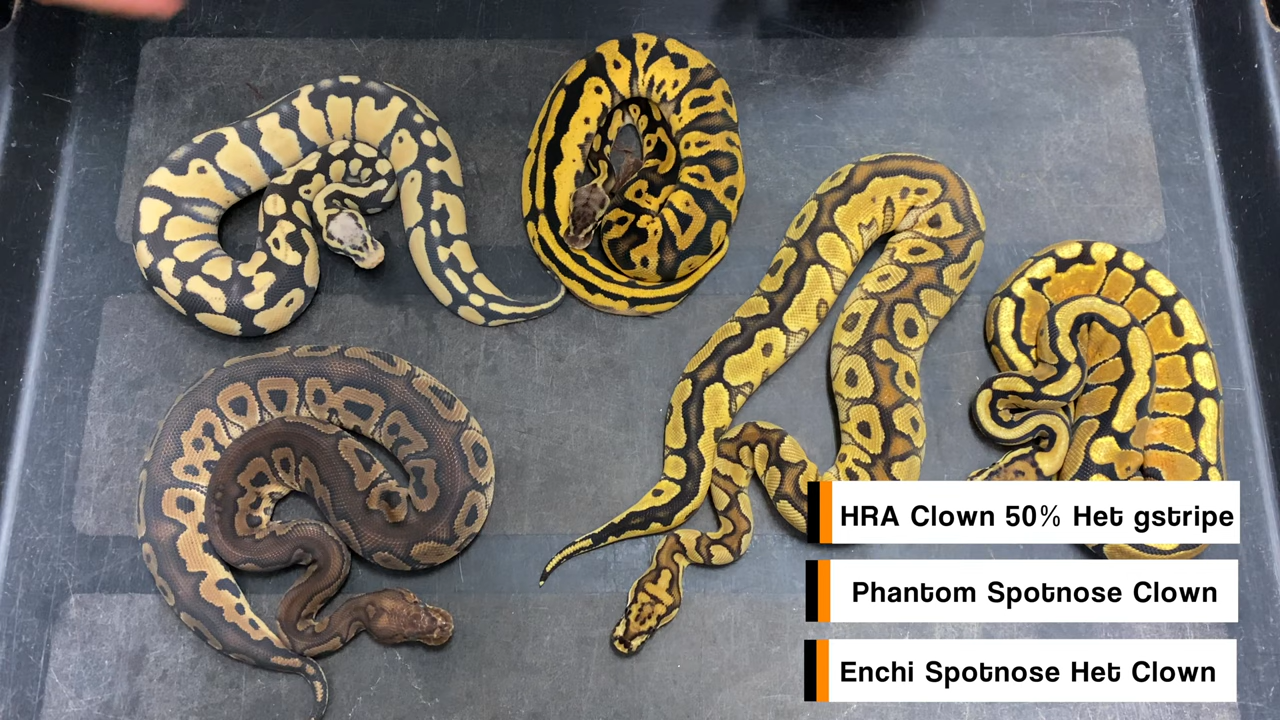 HRA Clown 50% Het gstripe
Phantom Spotnose Clown
Enchi Spotnose Het Clown